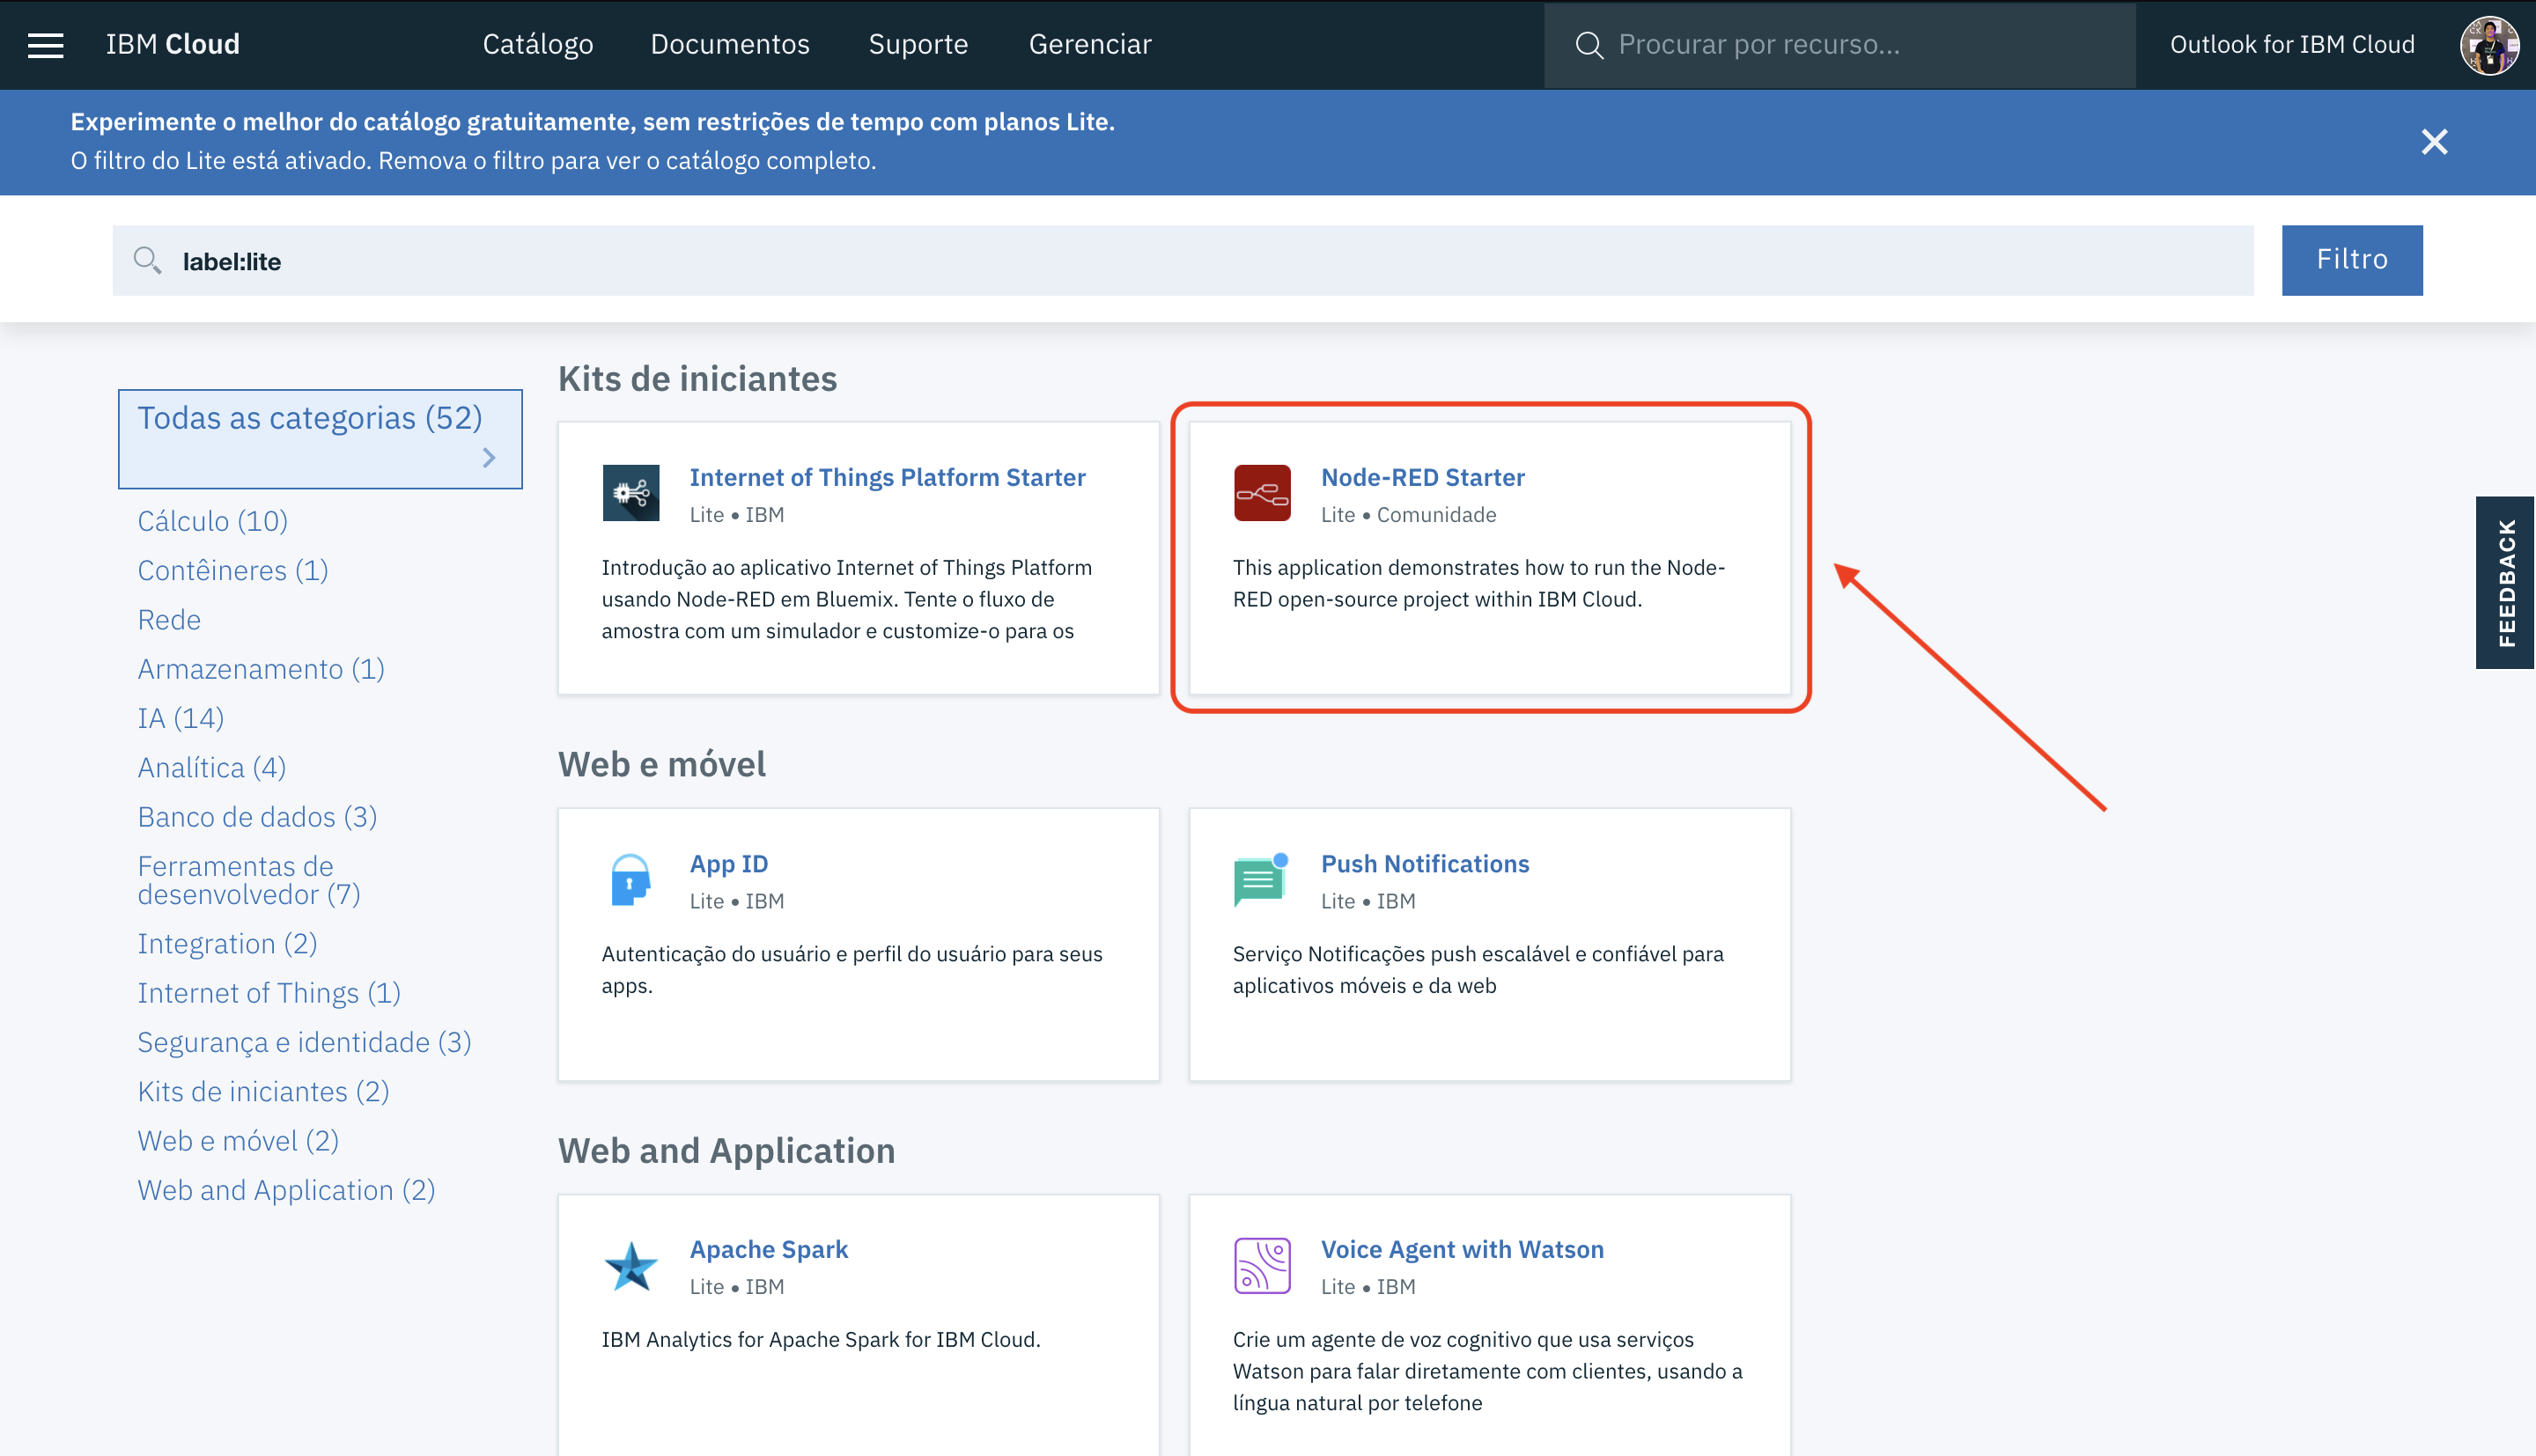 IBM Cloud
Catálogo
Documentos
Suporte
Gerenciar
Procurar por recurso...
Outlook for IBM Cloud
Experimente o melhor do catálogo gratuitamente, sem restrições de tempo com planos Lite.
O filtro do Lite está ativado. Remova o filtro para ver o catálogo completo.
label:lite
Filtro
Todas as categorias (52)
Cálculo (10)
Contêineres (1)
Rede
Armazenamento (1)
IA (14)
Analítica (4)
Banco de dados (3)
Ferramentas de
desenvolvedor (7)
Integration (2)
Internet of Things (1)
Segurança e identidade (3)
Kits de iniciantes (2)
Web e móvel (2)
Web and Application (2)
Kits de iniciantes
Internet of Things Platform Starter
Lite • IBM
Introdução ao aplicativo Internet of Things Platform
usando Node-RED em Bluemix. Tente o fluxo de
amostra com um simulador e customize-o para os
Node-RED Starter
Lite • Comunidade
This application demonstrates how to run the Node-
RED open-source project within IBM Cloud.
Web e móvel
App ID
Lite • IBM
Autenticação do usuário e perfil do usuário para seus
apps.
Push Notifications
Lite • IBM
Serviço Notificações push escalável e confiável para
aplicativos móveis e da web
Web and Application
Apache Spark
Lite • IBM
IBM Analytics for Apache Spark for IBM Cloud.
Voice Agent with Watson
Lite • IBM
Crie um agente de voz cognitivo que usa serviços
Watson para falar diretamente com clientes, usando a
língua natural por telefone
FEEDBACK